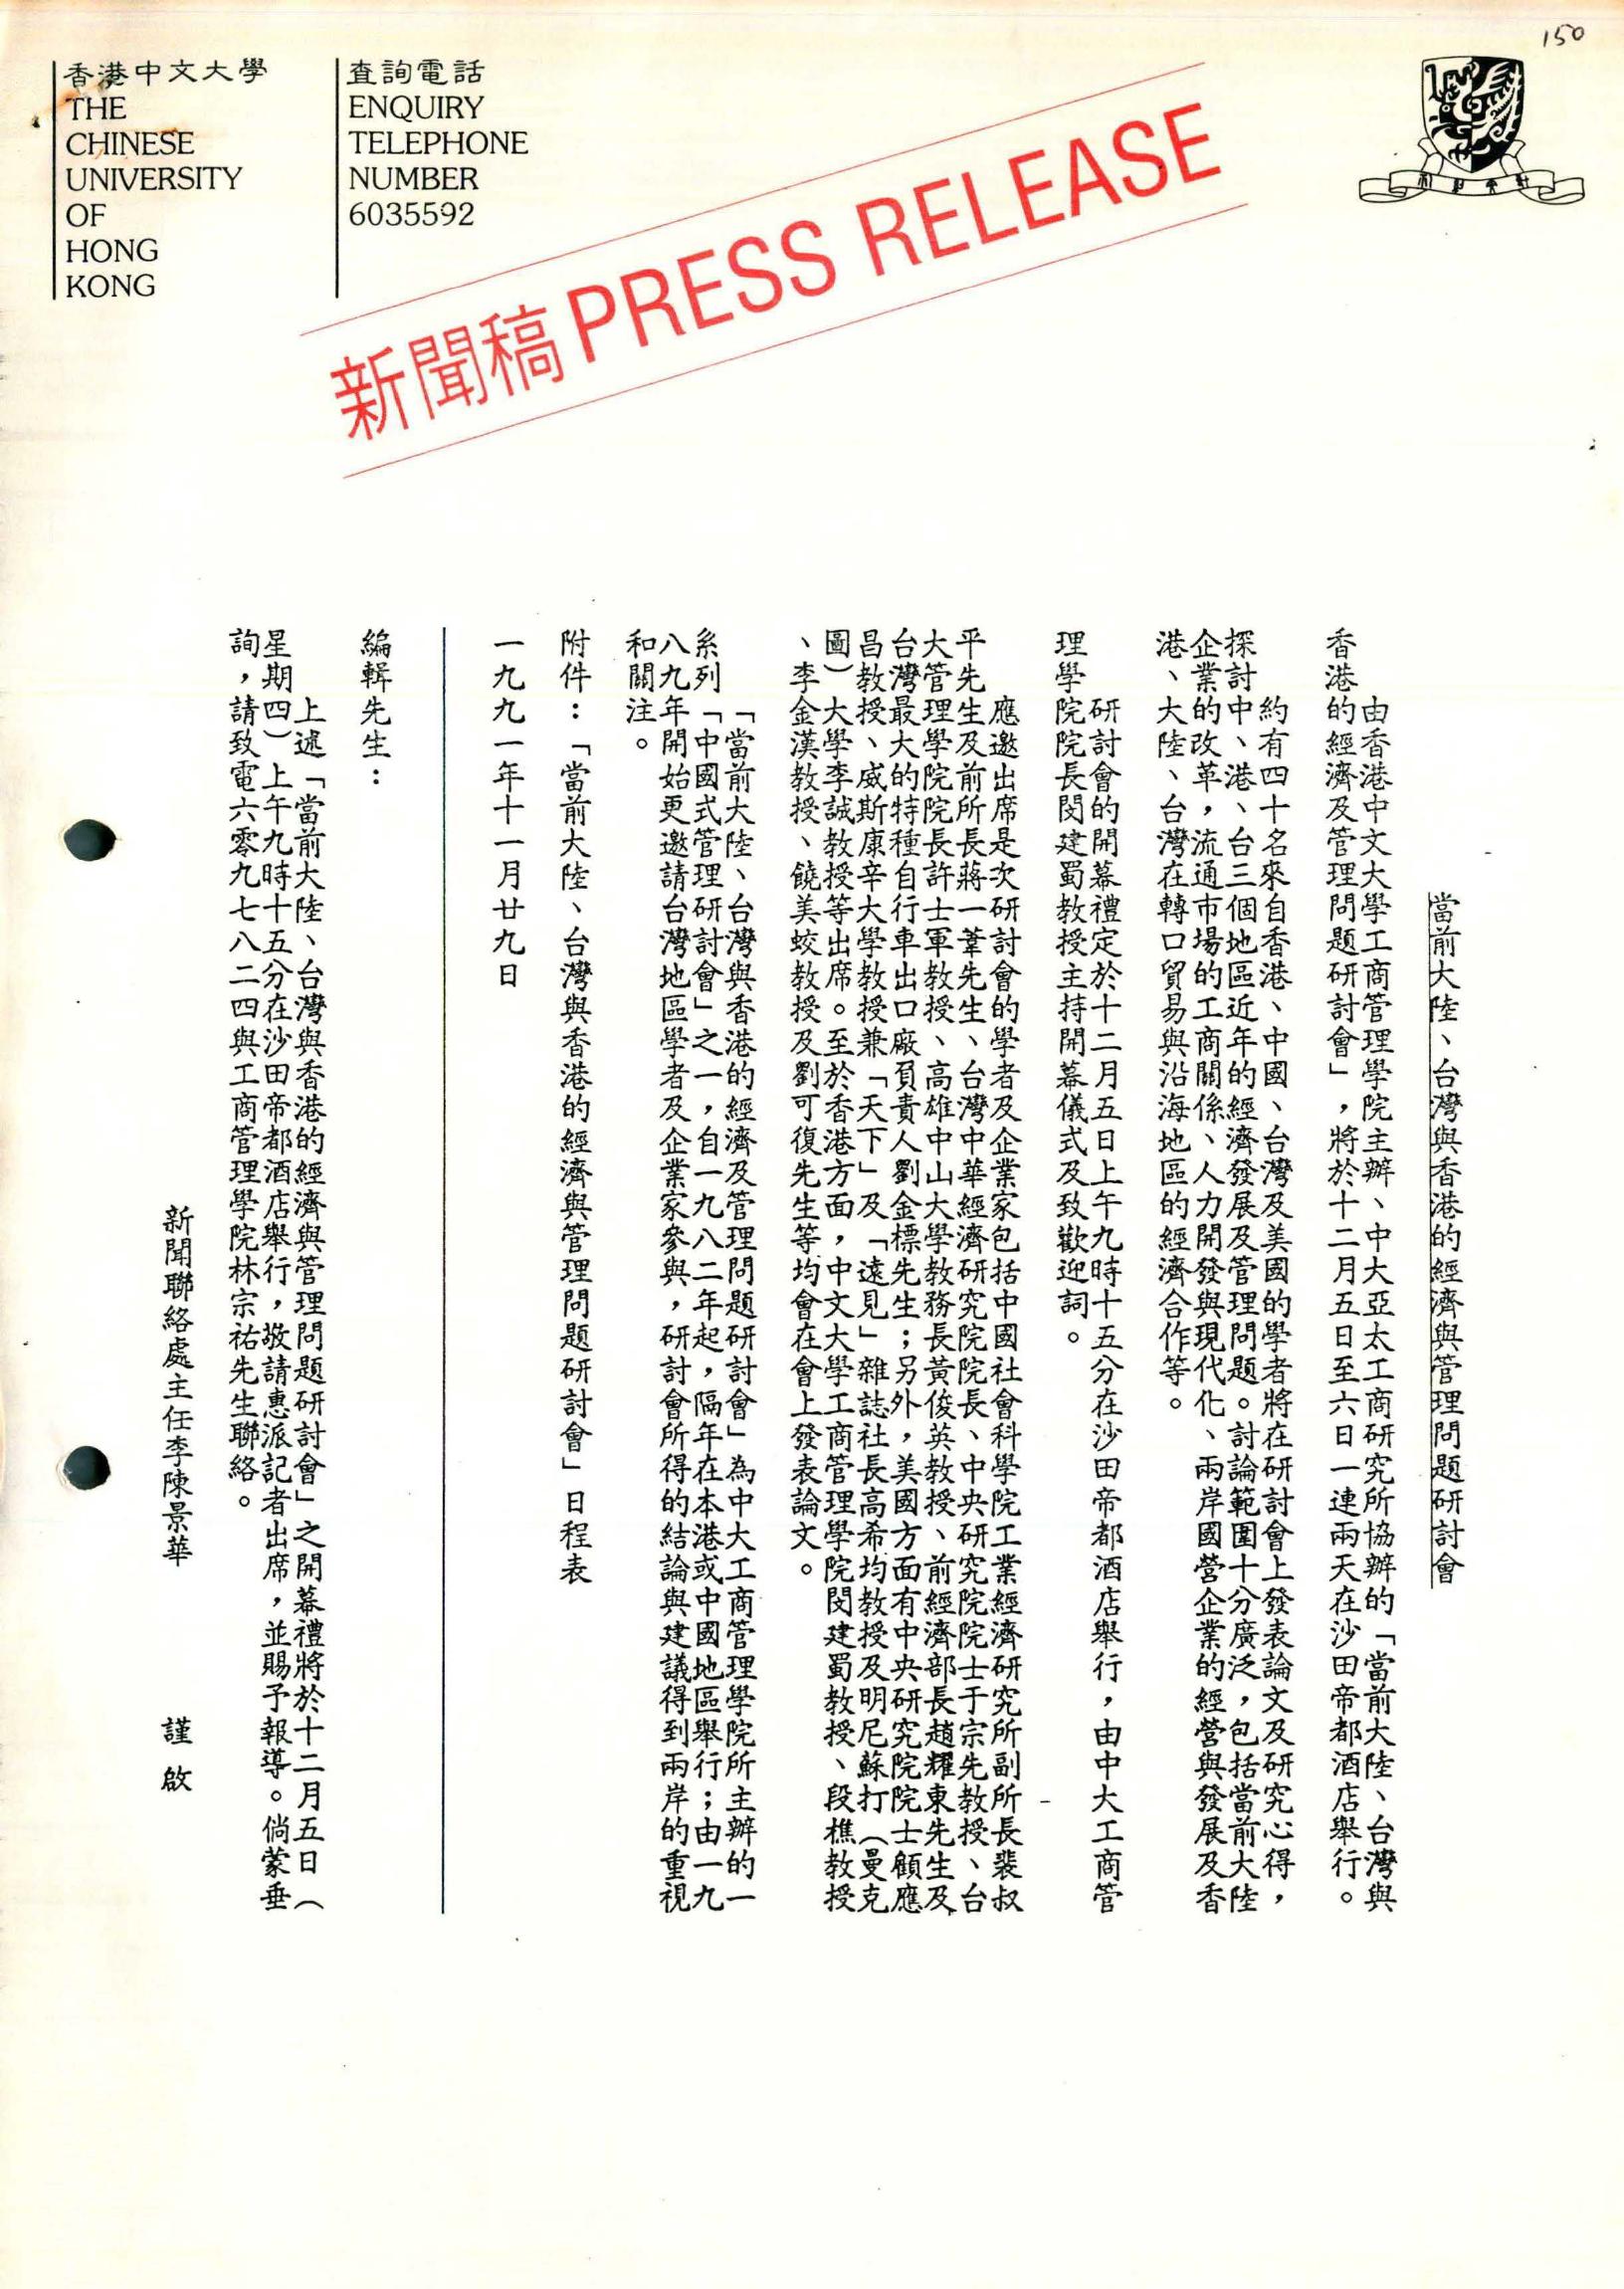 150
香港中文大學
THE
CHINESE
UNIVERSITY
OF
HONG
KONG
查詢電話
ENQUIRY
TELEPHONE
NUMBER
6035592
新聞稿 PRESS RELEASE
當前大陸、台灣與香港的經濟與管理問題研討會
由香港中文大學工商管理學院主辦、中大亞太工商研究所協辦的「當前大陸、台灣與
香港的經濟及管理問題研討會」,將於十二月五日至六日一連兩天在沙田帝都酒店舉行。
約有四十名來自香港、中國、台灣及美國的學者將在研討會上發表論文及研究心得,
探討中、港、台三個地區近年的經濟發展及管理問題。討論範圍十分廣泛,包括當前大陸
企業的改革,流通市場的工商關係、人力開發與現代化、兩岸國營企業的經營與發展及香
港、大陸、台灣在轉口貿易與沿海地區的經濟合作等。
研討會的開幕禮定於十二月五日上午九時十五分在沙田帝都酒店舉行,由中大工商管
理學院院長閔建蜀教授主持開幕儀式及致歡迎詞。
應邀出席是次研討會的學者及企業家包括中國社會科學院工業經濟研究所副所長裴叔
平先生及前所長蔣一葦先生、台灣中華經濟研究院院長、中央研究院院士于宗先教授、台
大管理學院院長許士軍教授、高雄中山大學教務長黃俊英教授、前經濟部長趙耀東先生及
台灣最大的特種自行車出口廠負責人劉金標先生;另外,美國方面有中央研究院院士顧應
昌教授、威斯康辛大學教授兼「天下」及「遠見」雜誌社長高希均教授及明尼蘇打(曼克
圖)大學李誠教授等出席。至於香港方面,中文大學工商管理學院閔建蜀教授、段樵教授
、李金漢教授、饒美蛟教授及劉可復先生等均會在會上發表論文。
「當前大陸、台灣與香港的經濟及管理問題研討會」為中大工商管理學院所主辦的一
系列「中國式管理研討會」之一,自一九八二年起,隔年在本港或中國地區舉行;由一九
八九年開始更邀請台灣地區學者及企業家參與,研討會所得的結論與建議得到兩岸的重視
和關注。
附件:「當前大陸、台灣與香港的經濟與管理問題研討會」日程表
一九九一年十一月廿九日
編輯先生:
上述「當前大陸、台灣與香港的經濟與管理問題研討會」之開幕禮將於十二月五日(
星期四)上午九時十五分在沙田帝都酒店舉行,敬請惠派記者出席,並賜予報導。倘蒙垂
詢,請致電六零九七八二四與工商管理學院林宗祐先生聯絡。
新聞聯絡處主任李陳景華 謹啟